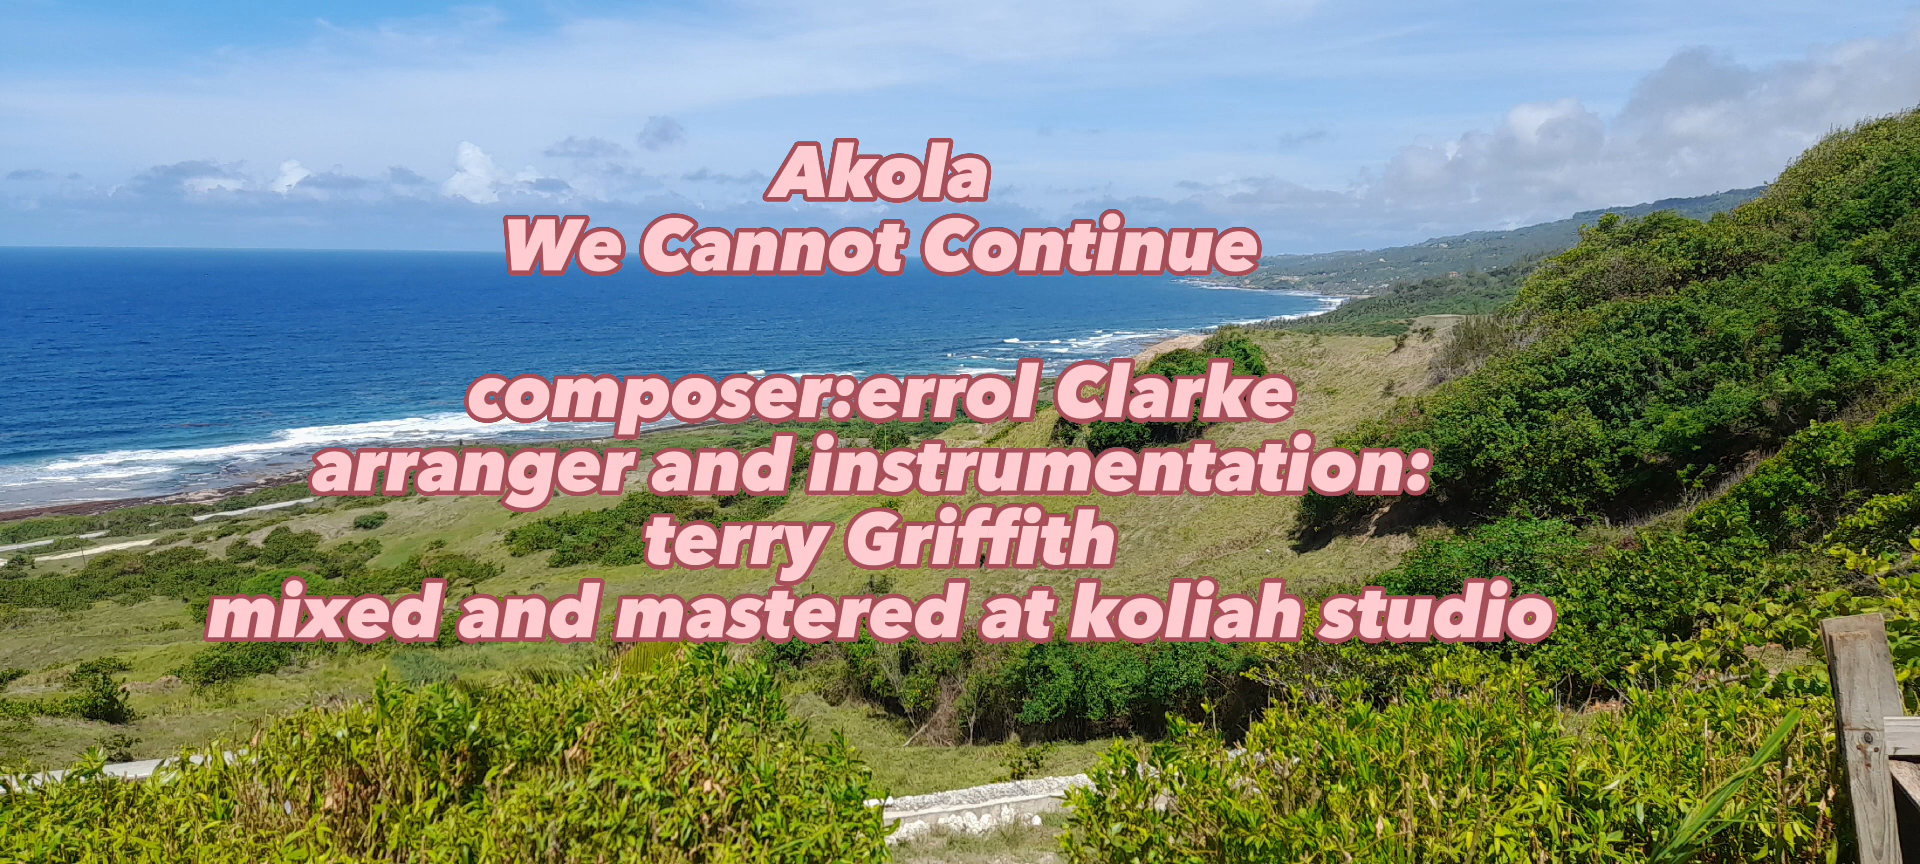 Akola
We Cannot Continue
composer:errol Clarke
arranger and instrumentation:
terry Griffith
mixed and mastered at koliah studio